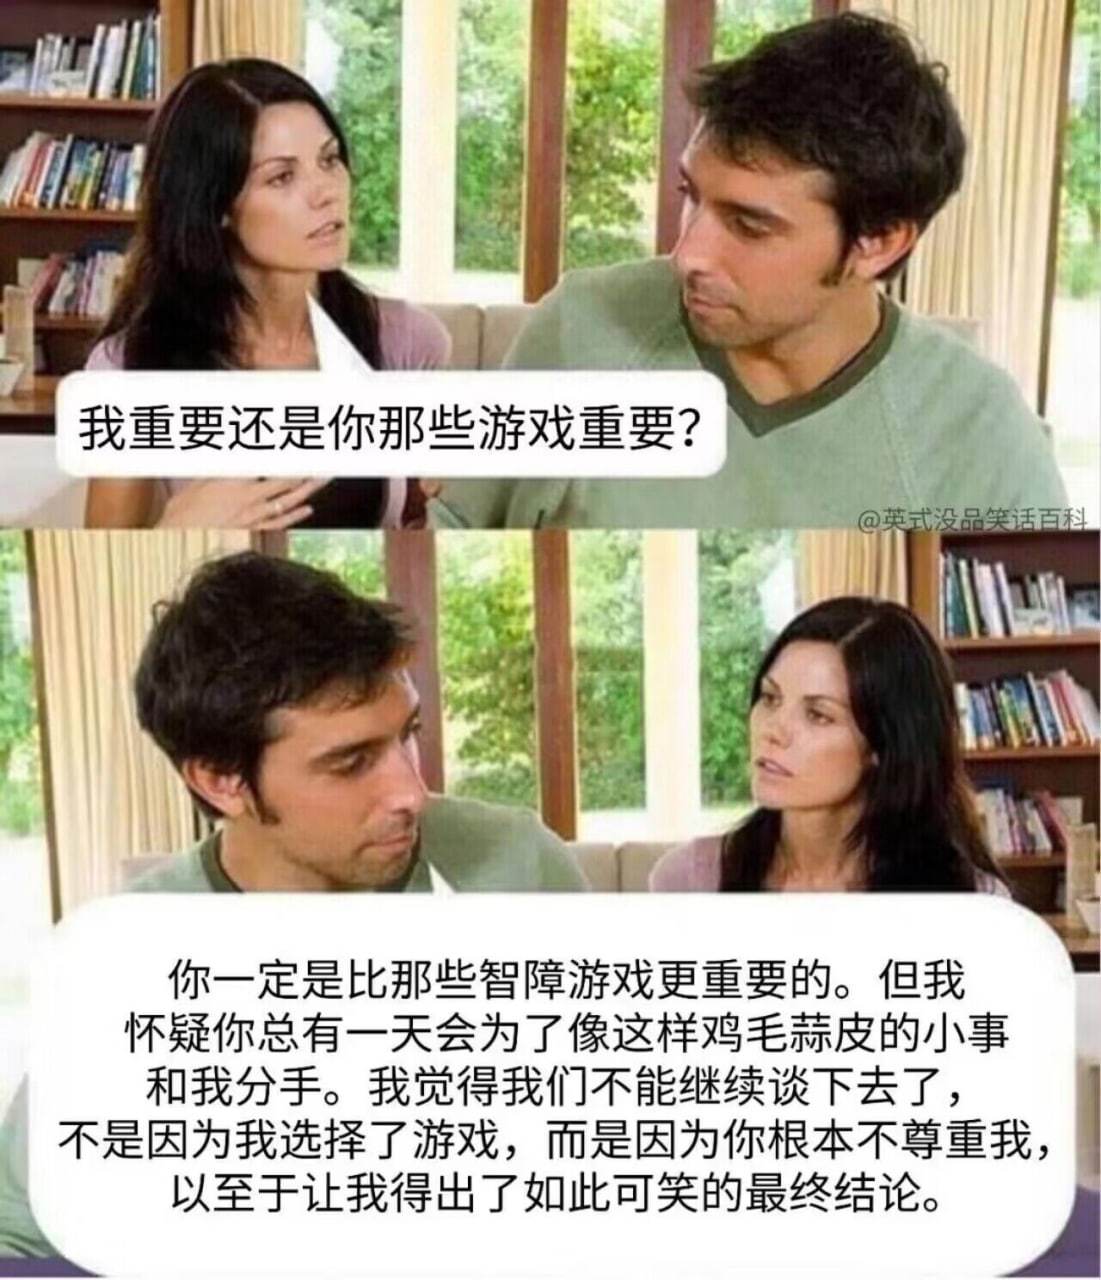 我重要还是你那些游戏重要？
@英式没品笑话百科
你一定是比那些智障游戏更重要的。但我
怀疑你总有一天会为了像这样鸡毛蒜皮的小事
和我分手。我觉得我们不能继续谈下去了，
不是因为我选择了游戏，而是因为你根本不尊重我，
以至于让我得出了如此可笑的最终结论。